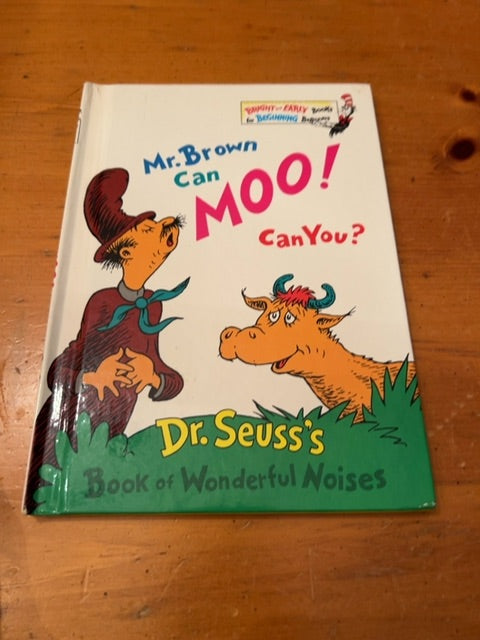 BRIGHT and EARLY Books
for BEGINNING Beginners
Mr. Brown
Can
MOO!
Can You?
Dr. Seuss's
Book of Wonderful Noises